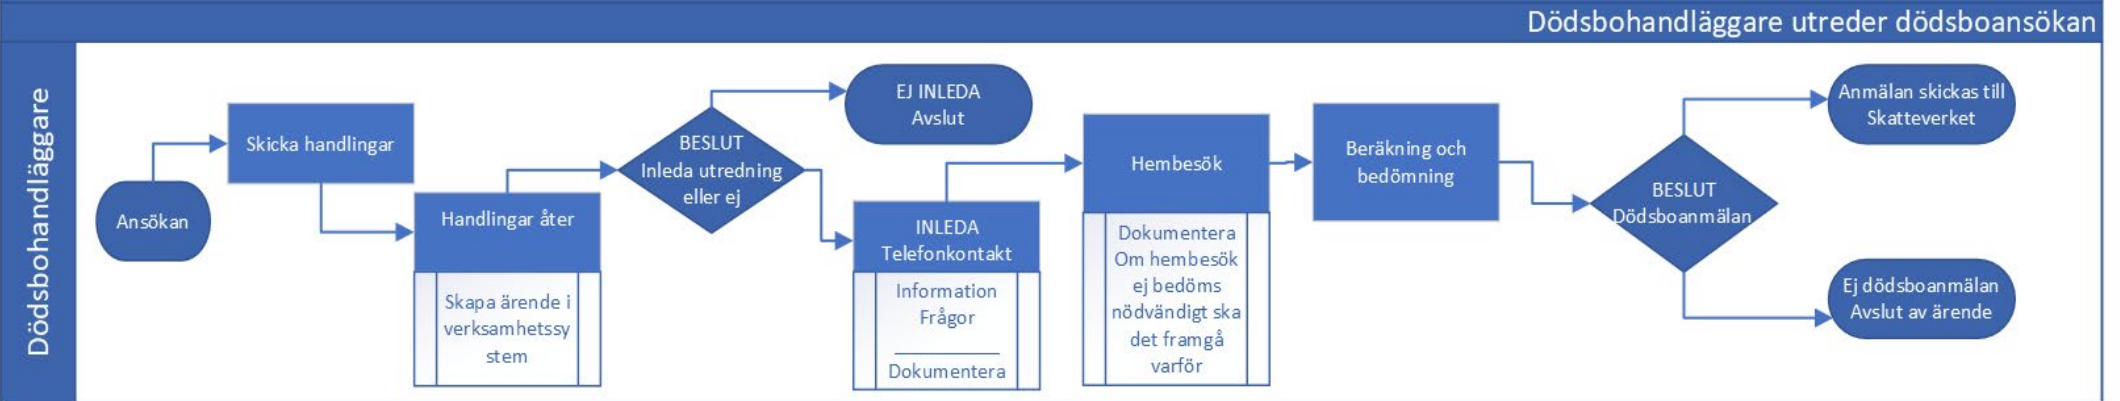 Dödsbohandläggare utreder dödsboansökan
Dödsbohandläggare
Ansökan
Skicka handlingar
Handlingar åter
Skapa ärende i
verksamhetssy
stem
BESLUT
Inleda utredning
eller ej
EJ INLEDA
Avslut
INLEDA
Telefonkontakt
Information
Frågor
Dokumentera
Hembesök
Dokumentera
Om hembesök
ej bedöms
nödvändigt ska
det framgå
varför
Beräkning och
bedömning
BESLUT
Dödsboanmälan
Anmälan skickas till
Skatteverket
Ej dödsboanmälan
Avslut av ärende